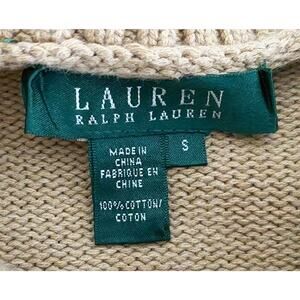 LAUREN
RALPH LAUREN
S
MADE IN
CHINA
FABRIQUE EN
CHINE
100% COTTON/
COTON